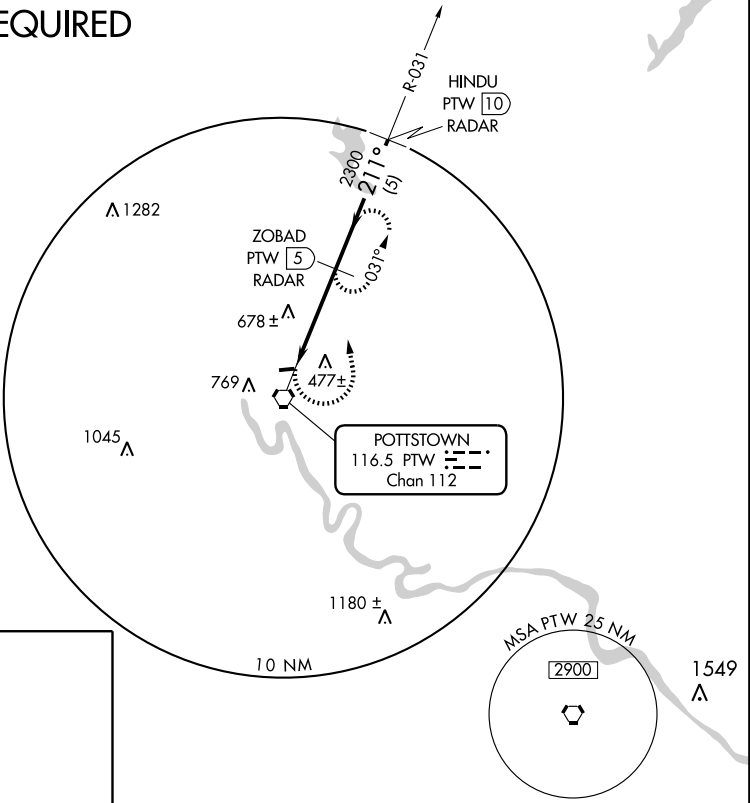 EQUIRED
R-031
HINDU
PTW 10
RADAR
2300
211°
(5)
1282
ZOBAD
PTW 5
RADAR
031°
678 ±
477±
769
1045
POTTSTOWN
116.5 PTW
Chan 112
1180 ±
10 NM
MSA PTW 25 NM
2900
1549